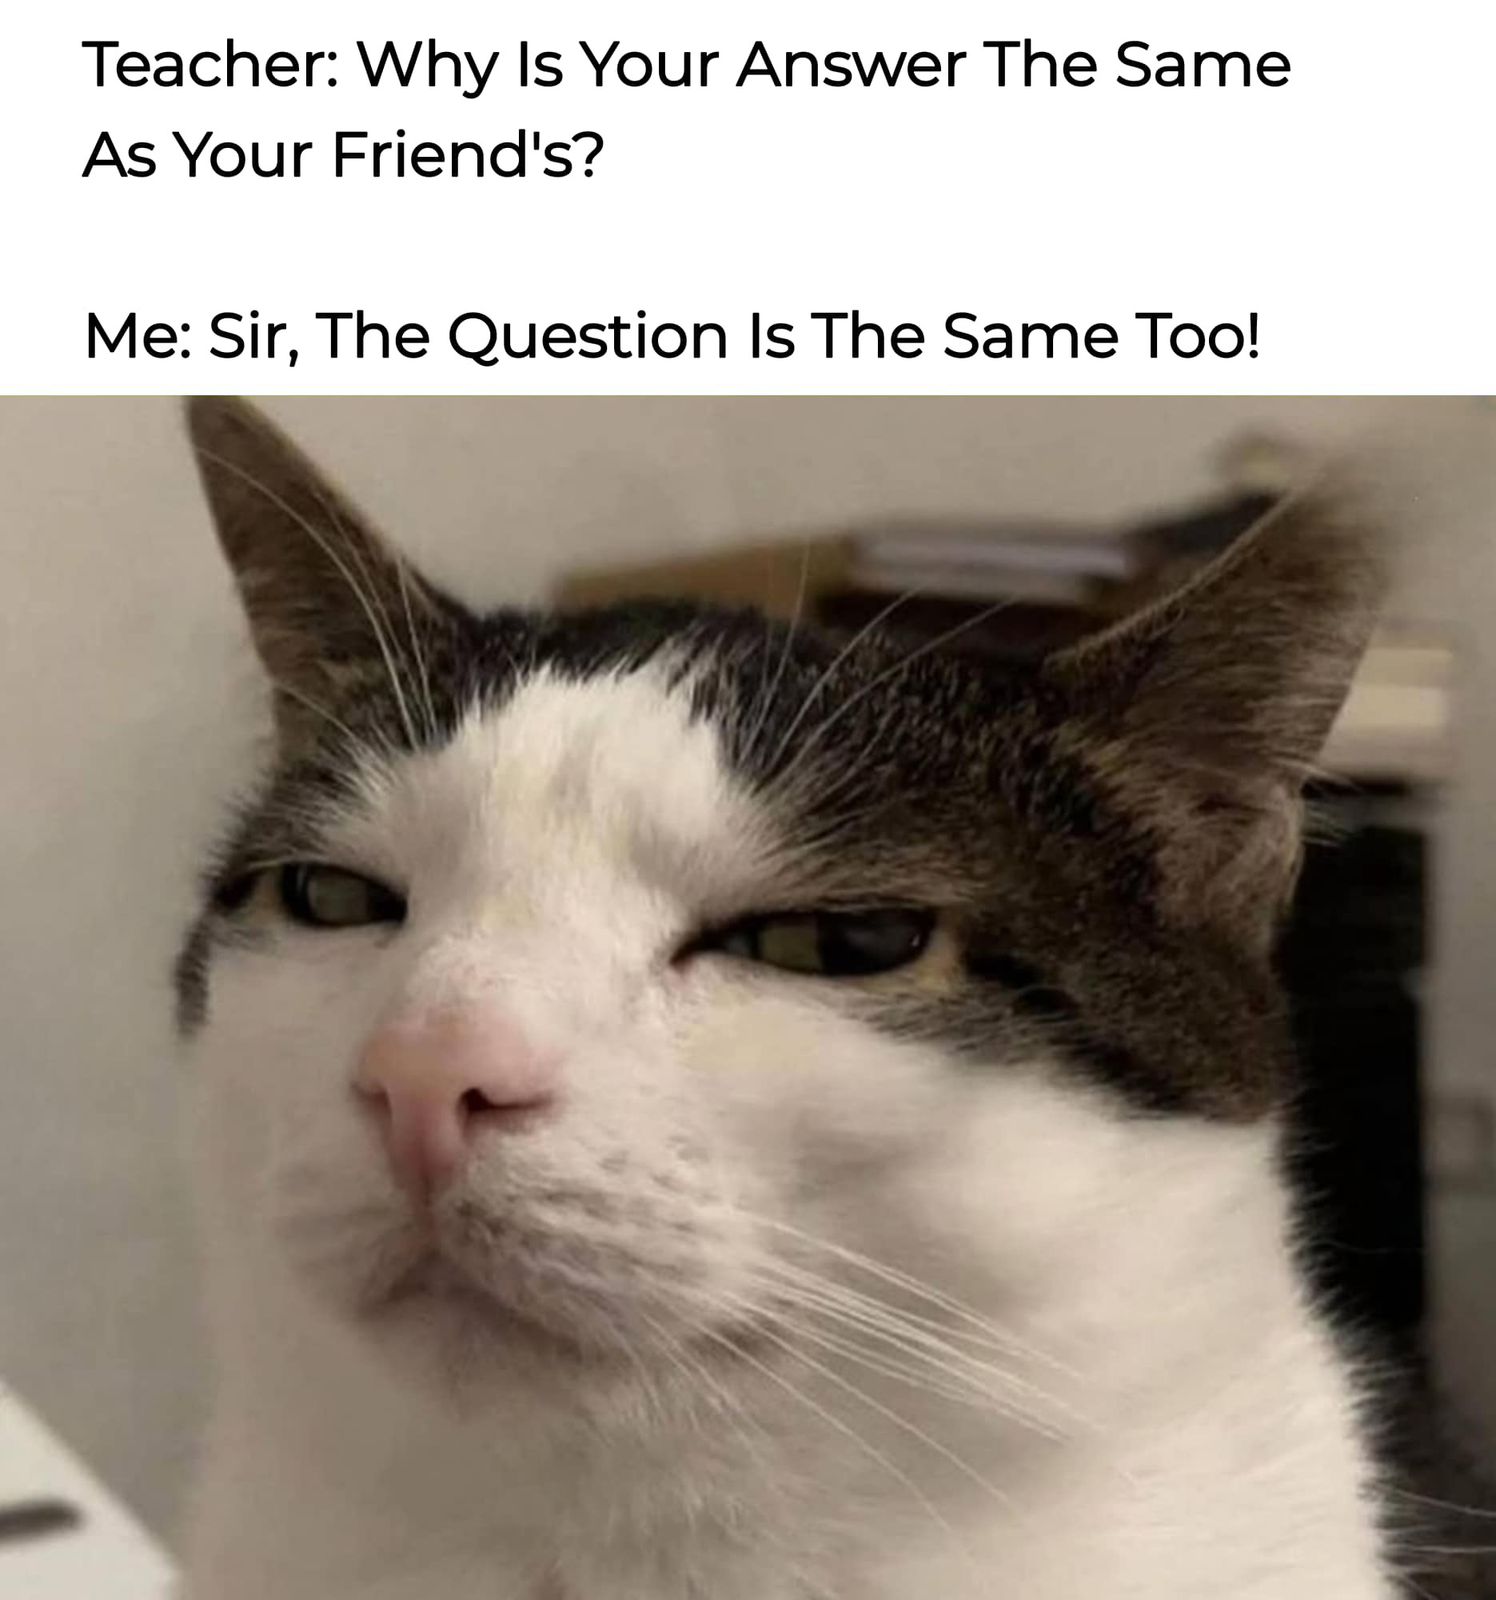 Teacher: Why Is Your Answer The Same
As Your Friend's?
Me: Sir, The Question Is The Same Too!